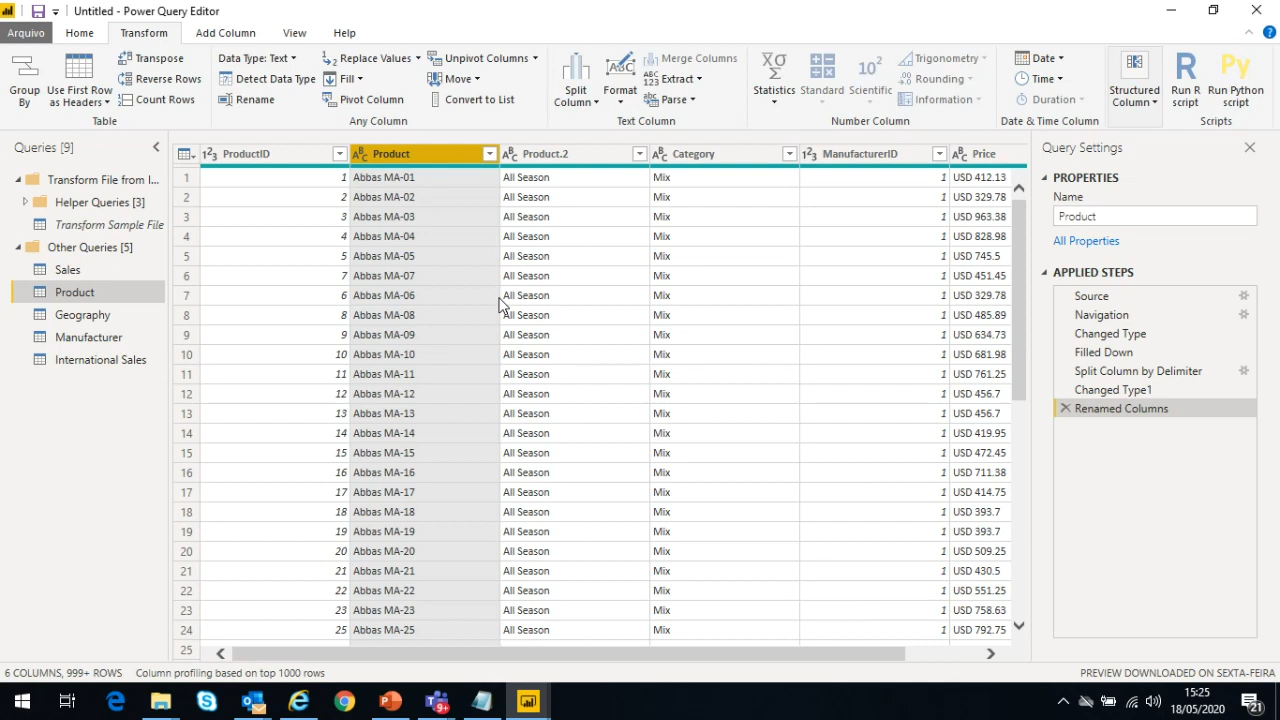 Untitled - Power Query Editor
Arquivo Home Transform Add Column View Help
Group By
Use First Row as Headers
Transpose
Reverse Rows
Count Rows
Table
Data Type: Text
Detect Data Type
Rename
Replace Values
Fill
Pivot Column
Unpivot Columns
Move
Convert to List
Any Column
Split Column
Format
Merge Columns
Extract
Parse
Text Column
Statistics
Standard
Scientific
Trigonometry
Rounding
Information
Number Column
Date
Time
Duration
Date & Time Column
Structured Column
Run R script
Run Python script
Scripts
Queries [9]
Transform File from I...
Helper Queries [3]
Transform Sample File
Other Queries [5]
Sales
Product
Geography
Manufacturer
International Sales
ProductID Product Product.2 Category ManufacturerID Price
1 1 Abbas MA-01 All Season Mix 1 USD 412.13
2 2 Abbas MA-02 All Season Mix 1 USD 329.78
3 3 Abbas MA-03 All Season Mix 1 USD 963.38
4 4 Abbas MA-04 All Season Mix 1 USD 828.98
5 5 Abbas MA-05 All Season Mix 1 USD 745.5
6 7 Abbas MA-07 All Season Mix 1 USD 451.45
7 6 Abbas MA-06 All Season Mix 1 USD 329.78
8 8 Abbas MA-08 All Season Mix 1 USD 485.89
9 9 Abbas MA-09 All Season Mix 1 USD 634.73
10 10 Abbas MA-10 All Season Mix 1 USD 681.98
11 11 Abbas MA-11 All Season Mix 1 USD 761.25
12 12 Abbas MA-12 All Season Mix 1 USD 456.7
13 13 Abbas MA-13 All Season Mix 1 USD 456.7
14 14 Abbas MA-14 All Season Mix 1 USD 419.95
15 15 Abbas MA-15 All Season Mix 1 USD 472.45
16 16 Abbas MA-16 All Season Mix 1 USD 711.38
17 17 Abbas MA-17 All Season Mix 1 USD 414.75
18 18 Abbas MA-18 All Season Mix 1 USD 393.7
19 19 Abbas MA-19 All Season Mix 1 USD 393.7
20 20 Abbas MA-20 All Season Mix 1 USD 509.25
21 21 Abbas MA-21 All Season Mix 1 USD 430.5
22 22 Abbas MA-22 All Season Mix 1 USD 551.25
23 23 Abbas MA-23 All Season Mix 1 USD 758.63
24 25 Abbas MA-25 All Season Mix 1 USD 792.75
25
Query Settings
PROPERTIES
Name
Product
All Properties
APPLIED STEPS
Source
Navigation
Changed Type
Filled Down
Split Column by Delimiter
Changed Type1
Renamed Columns
6 COLUMNS, 999+ ROWS Column profiling based on top 1000 rows PREVIEW DOWNLOADED ON SEXTA-FEIRA
15:25
18/05/2020
21